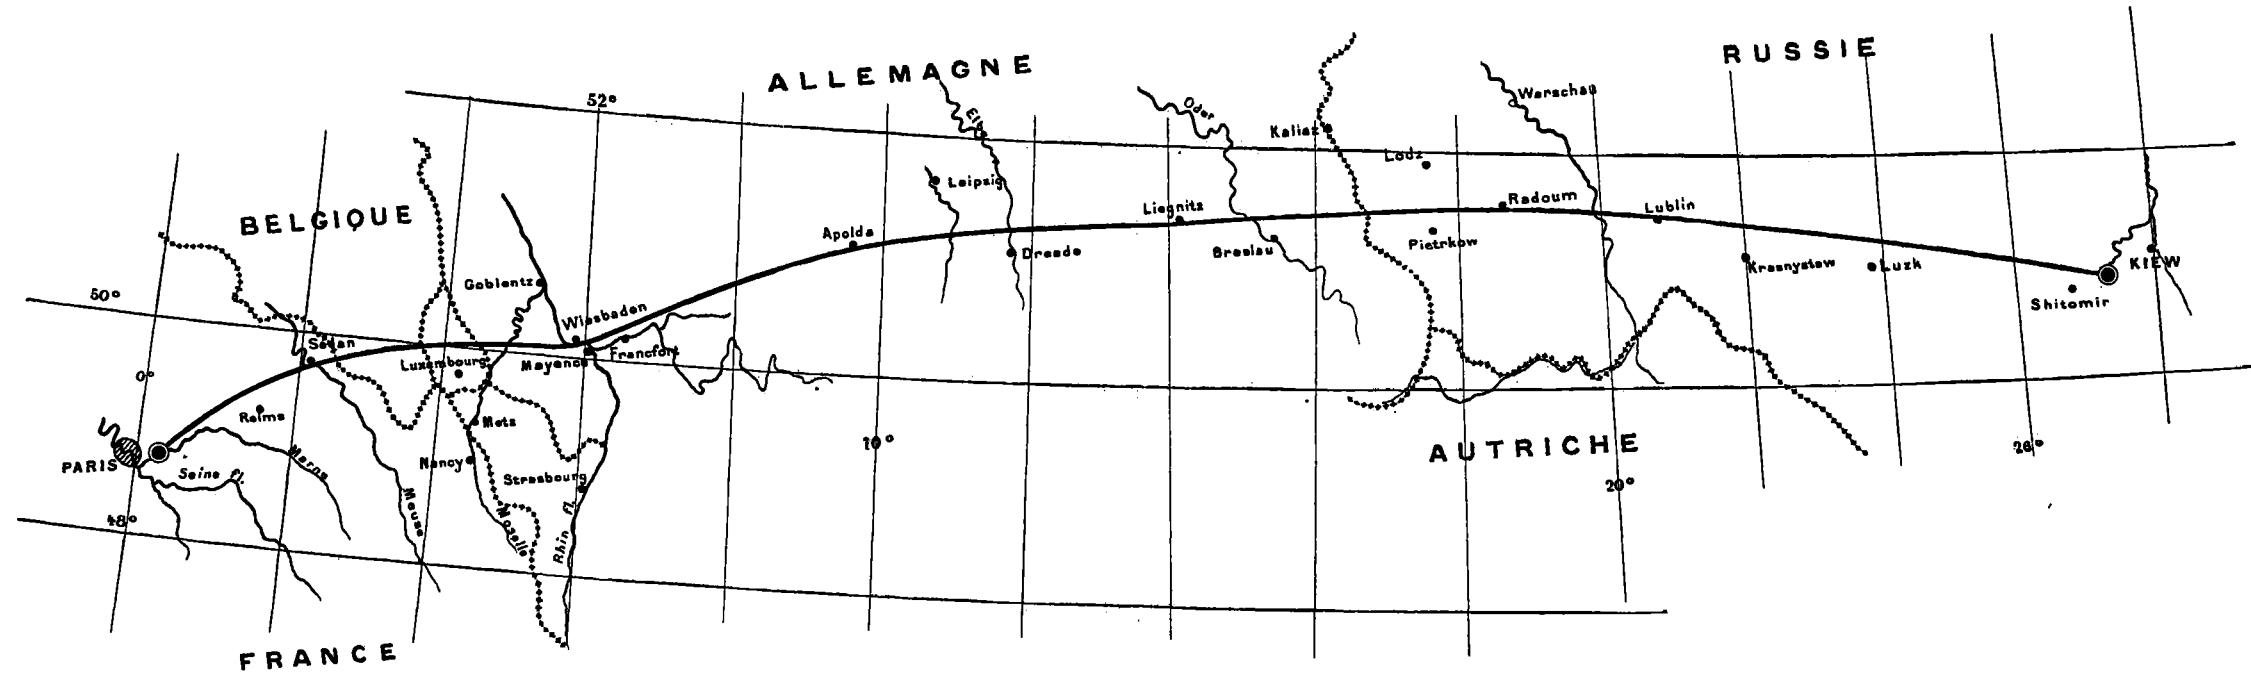 ALLEMAGNE
RUSSIE
52°
Elb
Oder
Warschau
Kalisz
Lodz
Leipzig
BELGIQUE
Apolda
Liegnitz
Radoum
Lublin
Breslau
Dresde
Pietrkow
Krasnystaw
Luzk
KIEW
Shitomir
50°
Coblentz
Wiesbaden
Sedan
Luxembourg
Mayence
Francfort
0°
Reims
Metz
10°
AUTRICHE
26°
PARIS
Seine fl.
Marne
Nancy
Strasbourg
20°
48°
Meuse
Moselle
Rhin fl.
FRANCE